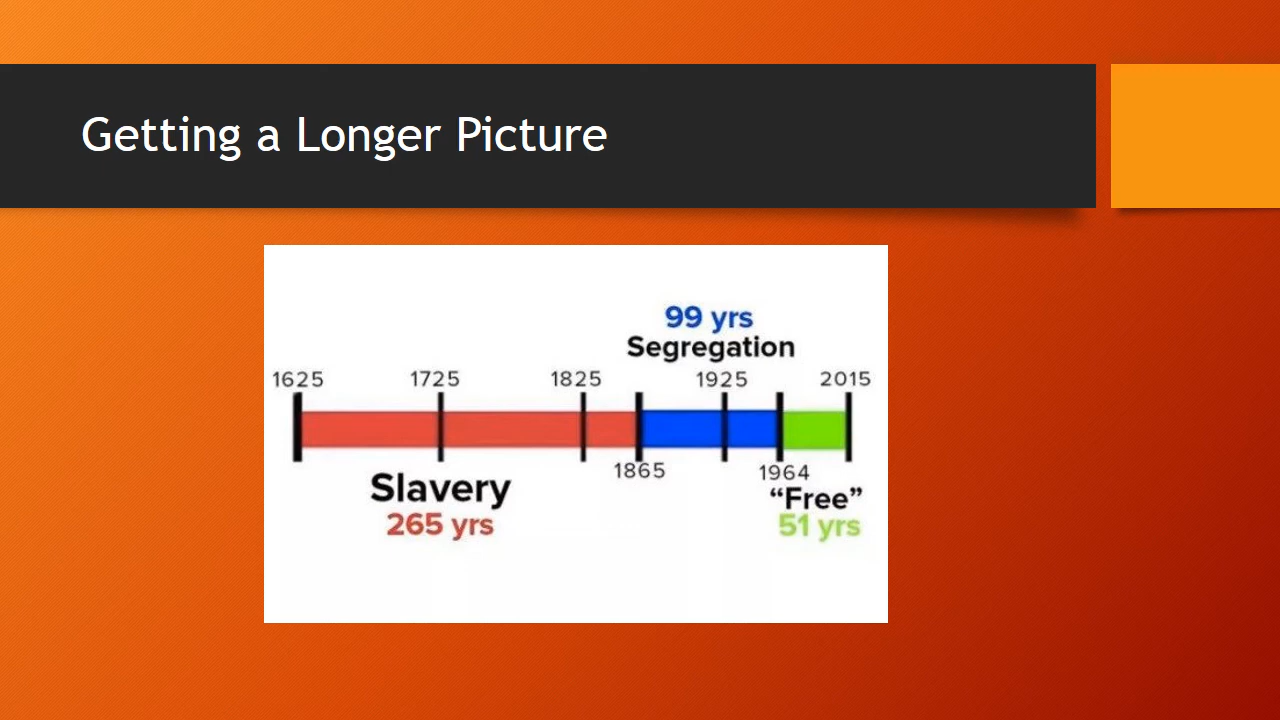 Getting a Longer Picture
99 yrs
Segregation
1625 1725 1825 1925 2015
1865 1964
Slavery
265 yrs
“Free”
51 yrs